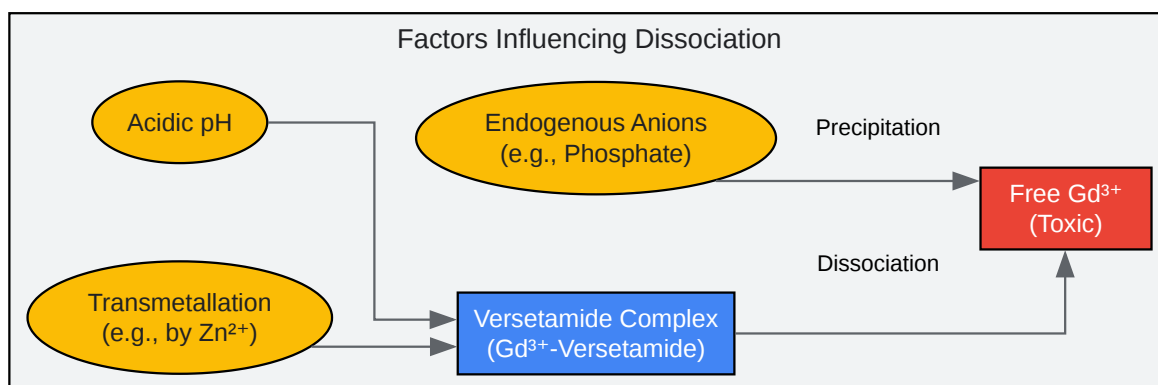 Factors Influencing Dissociation
Acidic pH
Endogenous Anions
(e.g., Phosphate)
Precipitation
Free Gd³⁺
(Toxic)
Dissociation
Transmetallation
(e.g., by Zn²⁺)
Versetamide Complex
(Gd³⁺-Versetamide)